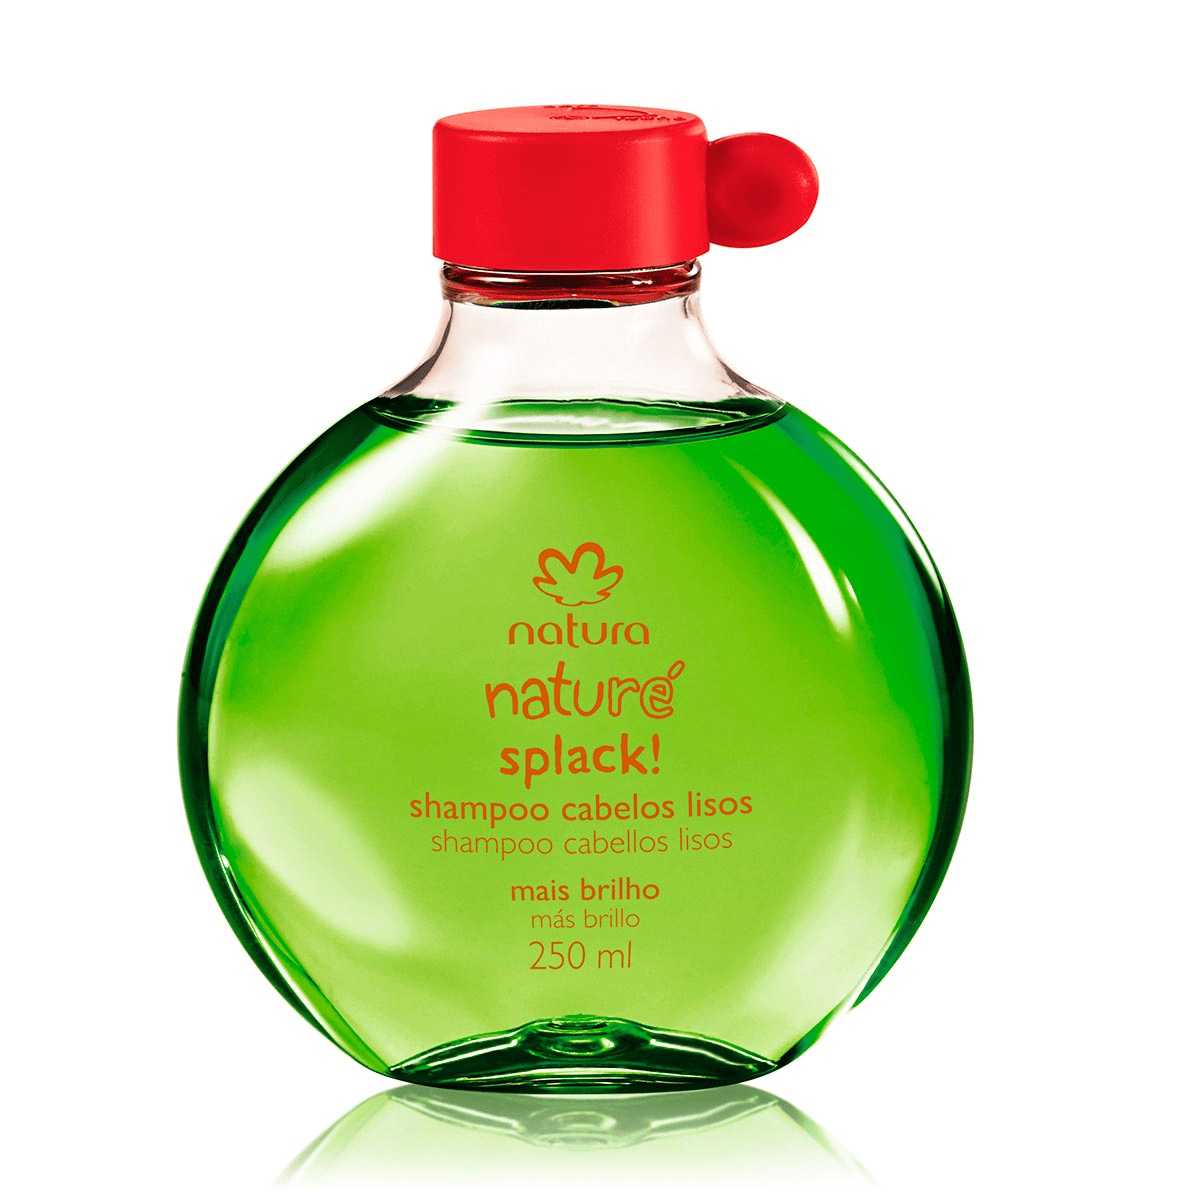 natura
naturé
splack!
shampoo cabelos lisos
shampoo cabellos lisos
mais brilho
más brillo
250 ml